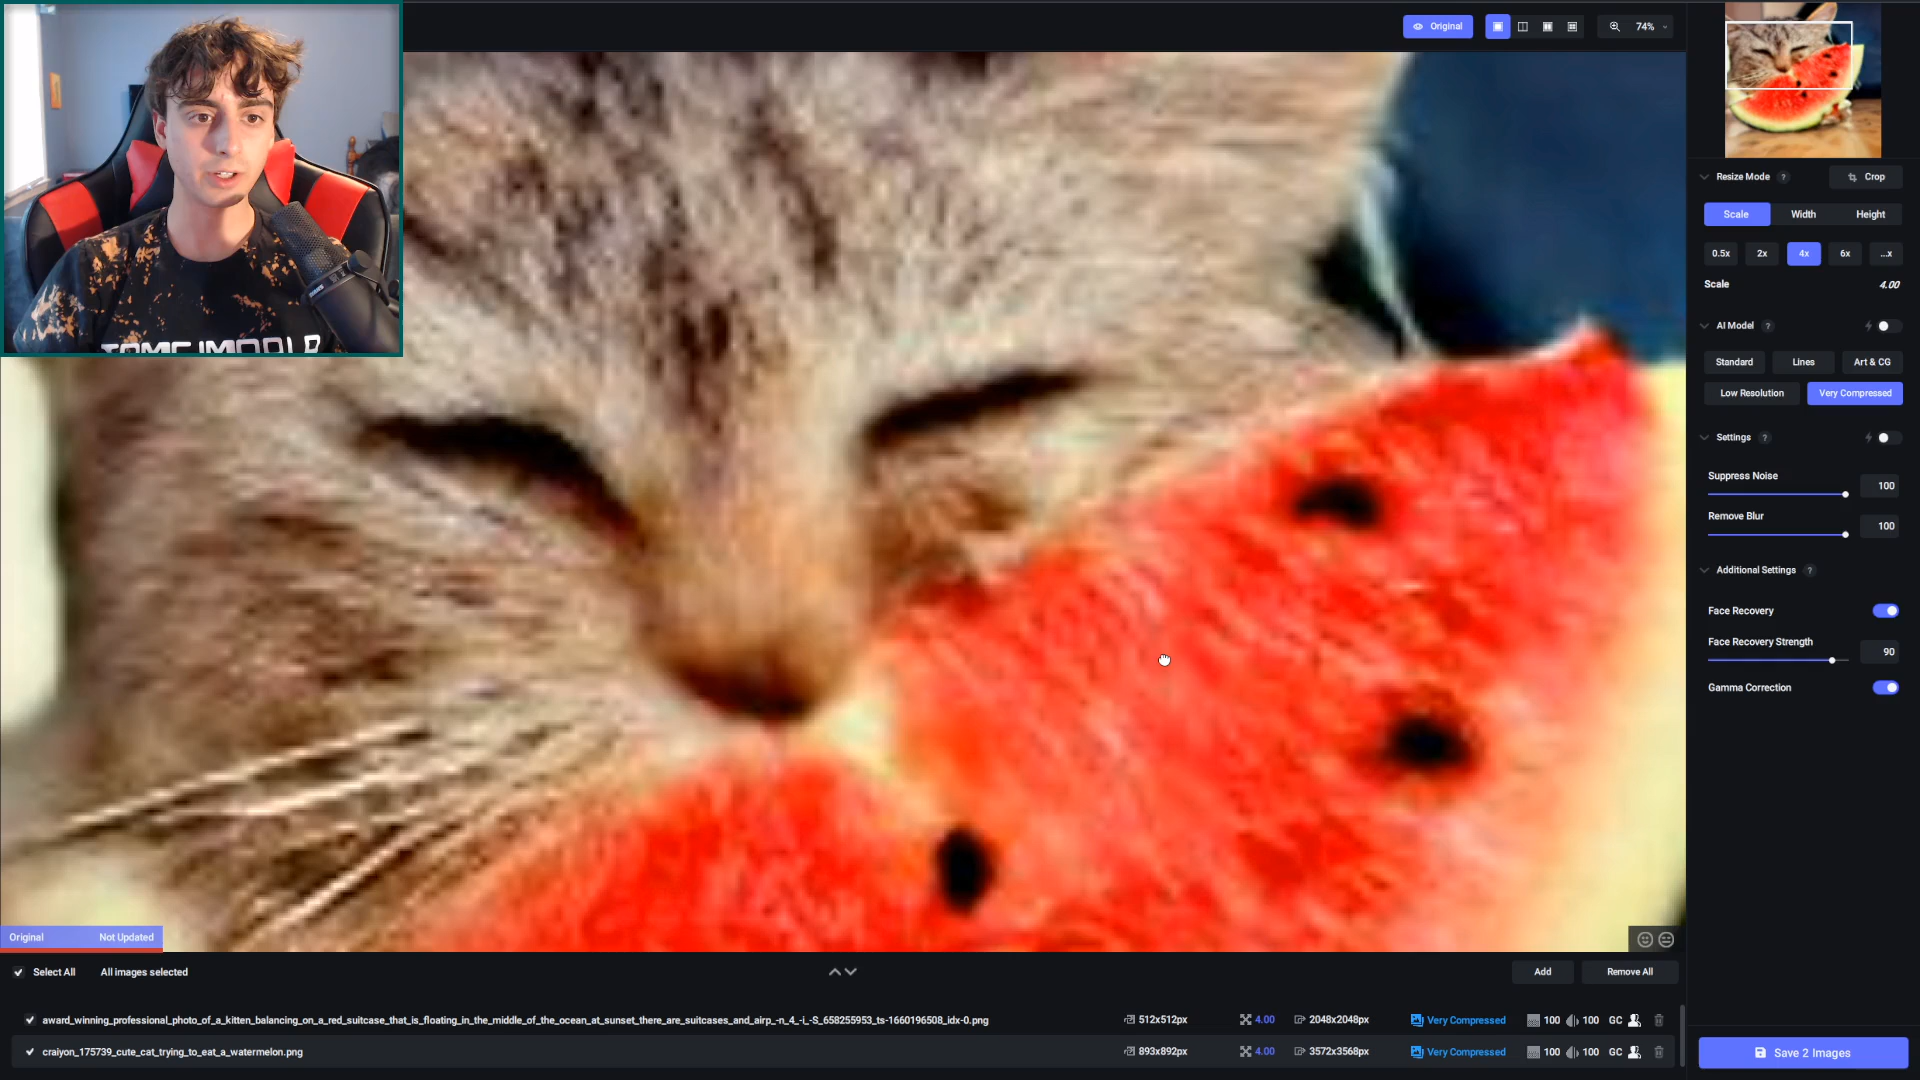 Original
74%
Resize Mode ?
Crop
Scale
Width
Height
0.5x
2x
4x
6x
...x
Scale
4.00
AI Model ?
Standard
Lines
Art & CG
Low Resolution
Very Compressed
Settings ?
Suppress Noise
100
Remove Blur
100
Additional Settings ?
Face Recovery
Face Recovery Strength
90
Gamma Correction
Original Not Updated
Select All All images selected
Add
Remove All
award_winning_professional_photo_of_a_kitten_balancing_on_a_red_suitcase_that_is_floating_in_the_middle_of_the_ocean_at_sunset_there_are_suitcases_and_airp_-n_4_-i_-S_658255953_ts-1660196508_idx-0.png 512x512px 4.00 2048x2048px Very Compressed 100 100 GC
craiyon_175739_cute_cat_trying_to_eat_a_watermelon.png 893x892px 4.00 3572x3568px Very Compressed 100 100 GC
Save 2 Images